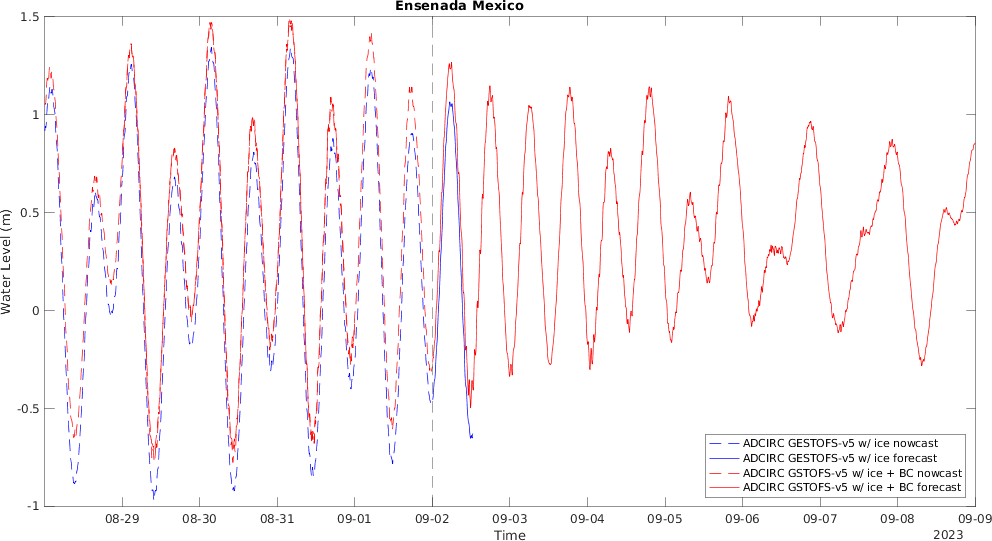 Ensenada Mexico
1.5
1
0.5
0
-0.5
-1
Water Level (m)
08-29 08-30 08-31 09-01 09-02 09-03 09-04 09-05 09-06 09-07 09-08 09-09
Time
2023
ADCIRC GESTOFS-v5 w/ ice nowcast
ADCIRC GESTOFS-v5 w/ ice forecast
ADCIRC GSTOFS-v5 w/ ice + BC nowcast
ADCIRC GSTOFS-v5 w/ ice + BC forecast